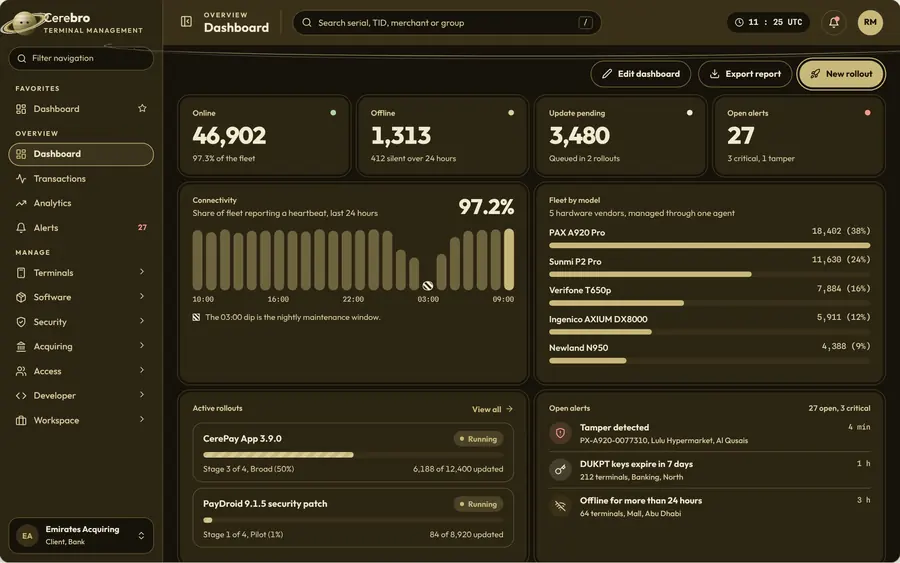 Cerebro
TERMINAL MANAGEMENT
Filter navigation
FAVORITES
Dashboard
OVERVIEW
Dashboard
Transactions
Analytics
Alerts 27
MANAGE
Terminals
Software
Security
Acquiring
Access
Developer
Workspace
EA
Emirates Acquiring
Client, Bank
OVERVIEW
Dashboard
Search serial, TID, merchant or group /
11 : 25 UTC
RM
Edit dashboard
Export report
New rollout
Online
46,902
97.3% of the fleet
Offline
1,313
412 silent over 24 hours
Update pending
3,480
Queued in 2 rollouts
Open alerts
27
3 critical, 1 tamper
Connectivity
Share of fleet reporting a heartbeat, last 24 hours
97.2%
10:00 16:00 22:00 03:00 09:00
The 03:00 dip is the nightly maintenance window.
Fleet by model
5 hardware vendors, managed through one agent
PAX A920 Pro 18,402 (38%)
Sunmi P2 Pro 11,630 (24%)
Verifone T650p 7,884 (16%)
Ingenico AXIUM DX8000 5,911 (12%)
Newland N950 4,388 (9%)
Active rollouts View all
CerePay App 3.9.0 Running
Stage 3 of 4, Broad (50%) 6,188 of 12,400 updated
PayDroid 9.1.5 security patch Running
Stage 1 of 4, Pilot (1%) 84 of 8,920 updated
Open alerts 27 open, 3 critical
Tamper detected 4 min
PX-A920-0077310, Lulu Hypermarket, Al Qusais
DUKPT keys expire in 7 days 1 h
212 terminals, Banking, North
Offline for more than 24 hours 3 h
64 terminals, Mall, Abu Dhabi